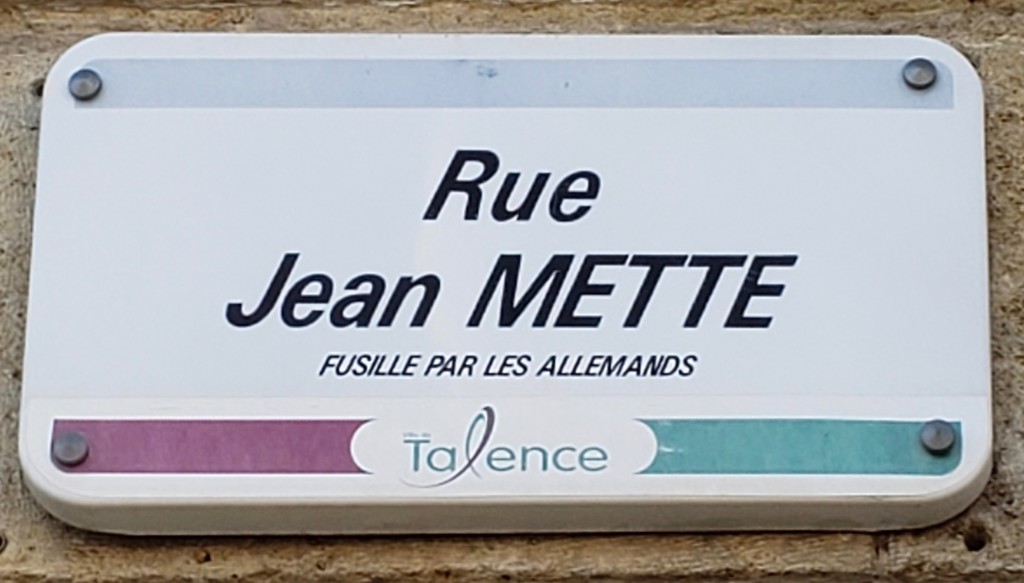 Rue
Jean METTE
FUSILLE PAR LES ALLEMANDS
Talence